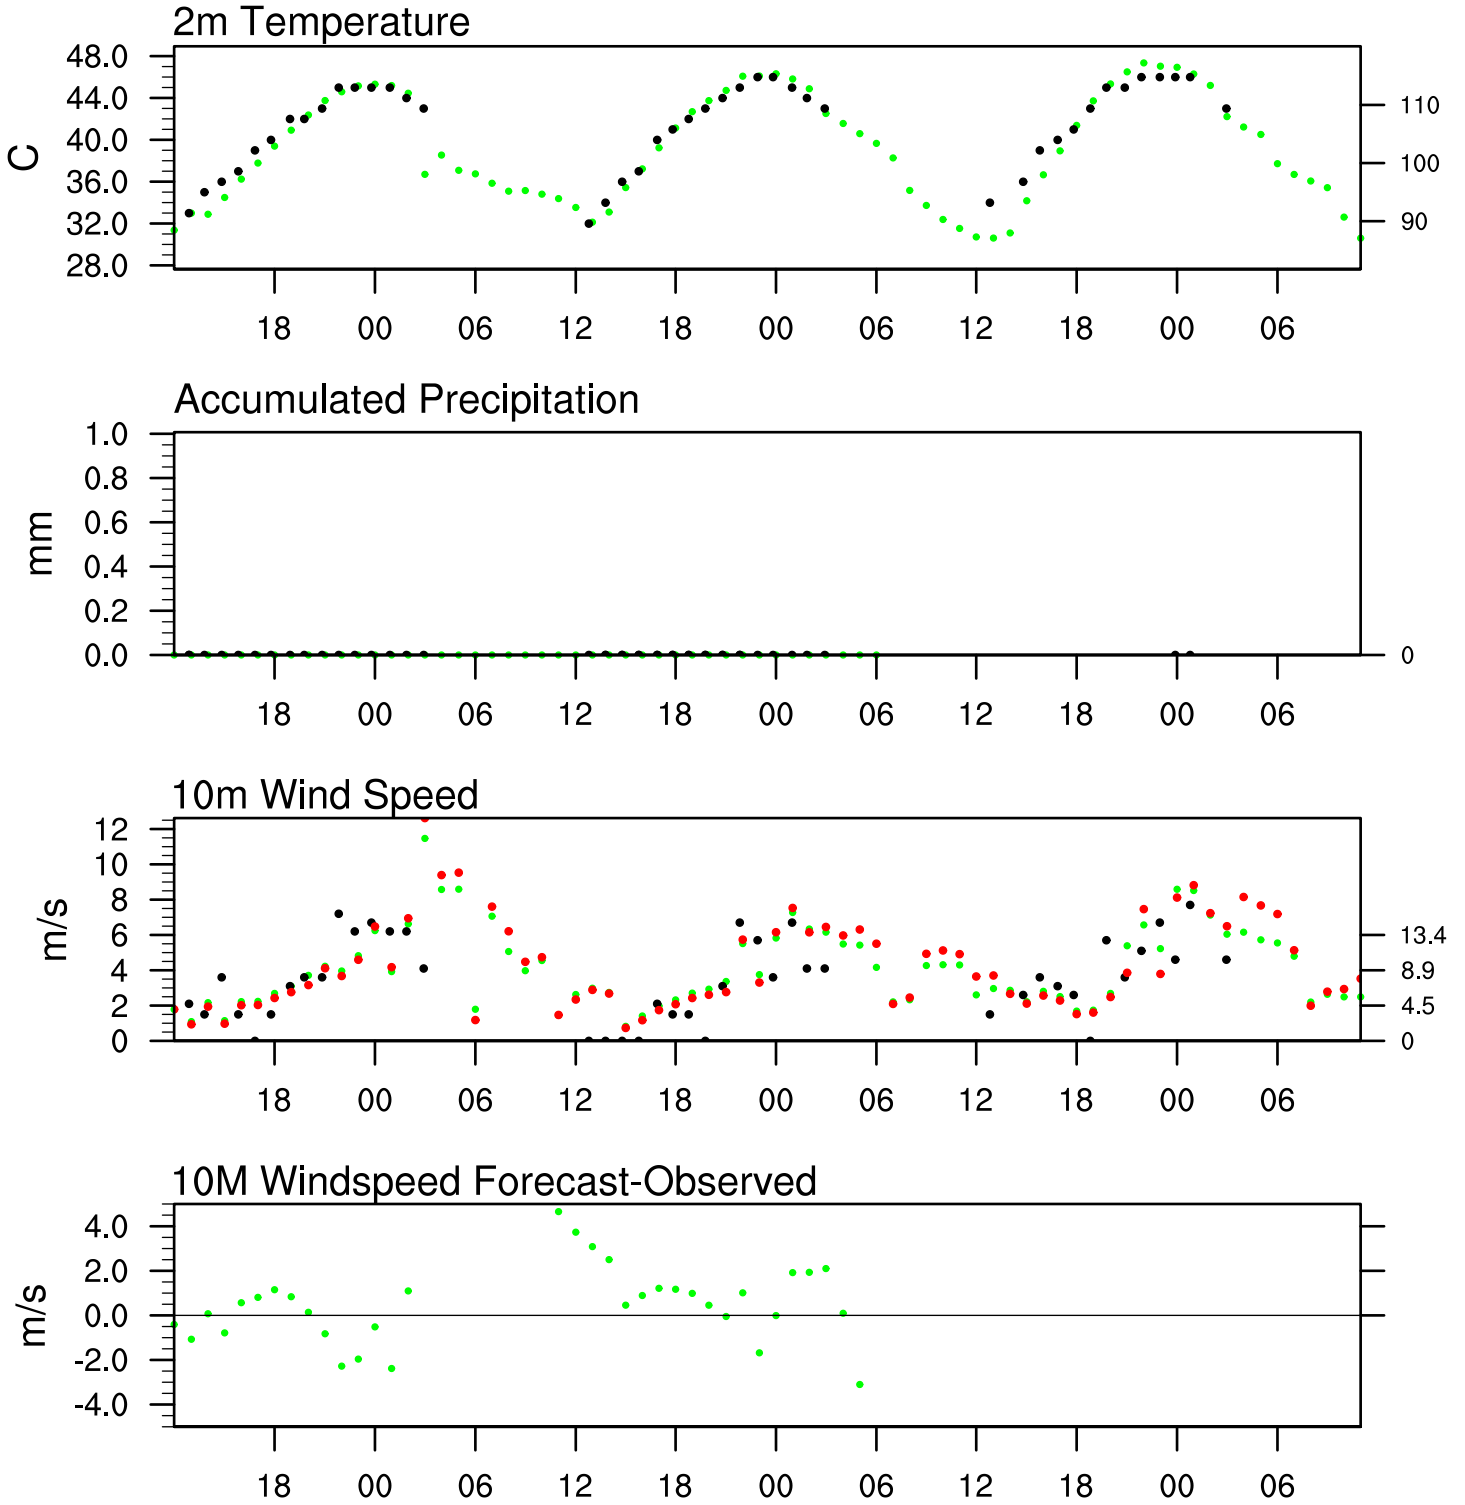 2m Temperature
48.0
44.0
40.0
36.0
32.0
28.0
C
110
100
90
18 00 06 12 18 00 06 12 18 00 06
Accumulated Precipitation
1.0
0.8
0.6
0.4
0.2
0.0
mm
0
18 00 06 12 18 00 06 12 18 00 06
10m Wind Speed
12
10
8
6
4
2
0
m/s
13.4
8.9
4.5
0
18 00 06 12 18 00 06 12 18 00 06
10M Windspeed Forecast-Observed
4.0
2.0
0.0
-2.0
-4.0
m/s
18 00 06 12 18 00 06 12 18 00 06